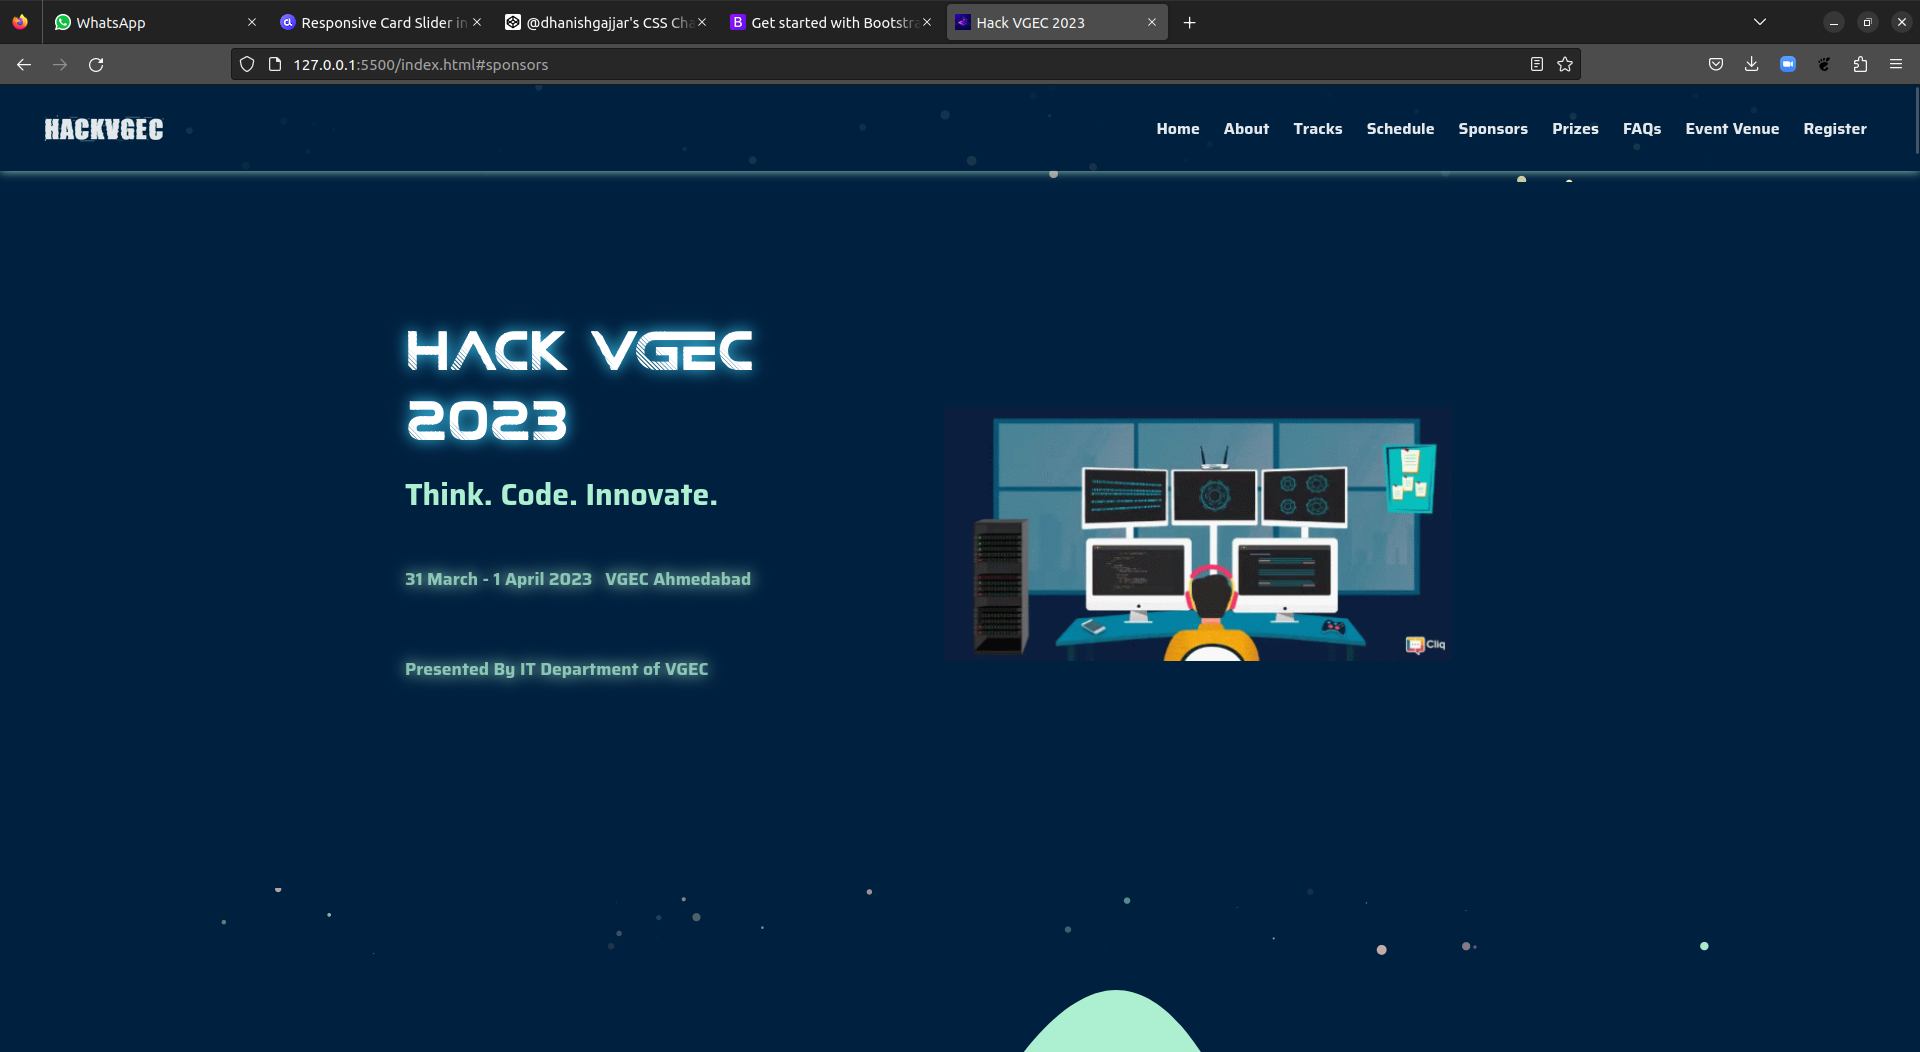 WhatsApp
Responsive Card Slider in
@dhanishgajjar's CSS Cha
Get started with Bootstra
Hack VGEC 2023
127.0.0.1:5500/index.html#sponsors
HACKVGEC
Home About Tracks Schedule Sponsors Prizes FAQs Event Venue Register
HACK VGEC
2023
Think. Code. Innovate.
31 March - 1 April 2023 VGEC Ahmedabad
Presented By IT Department of VGEC
Cliq